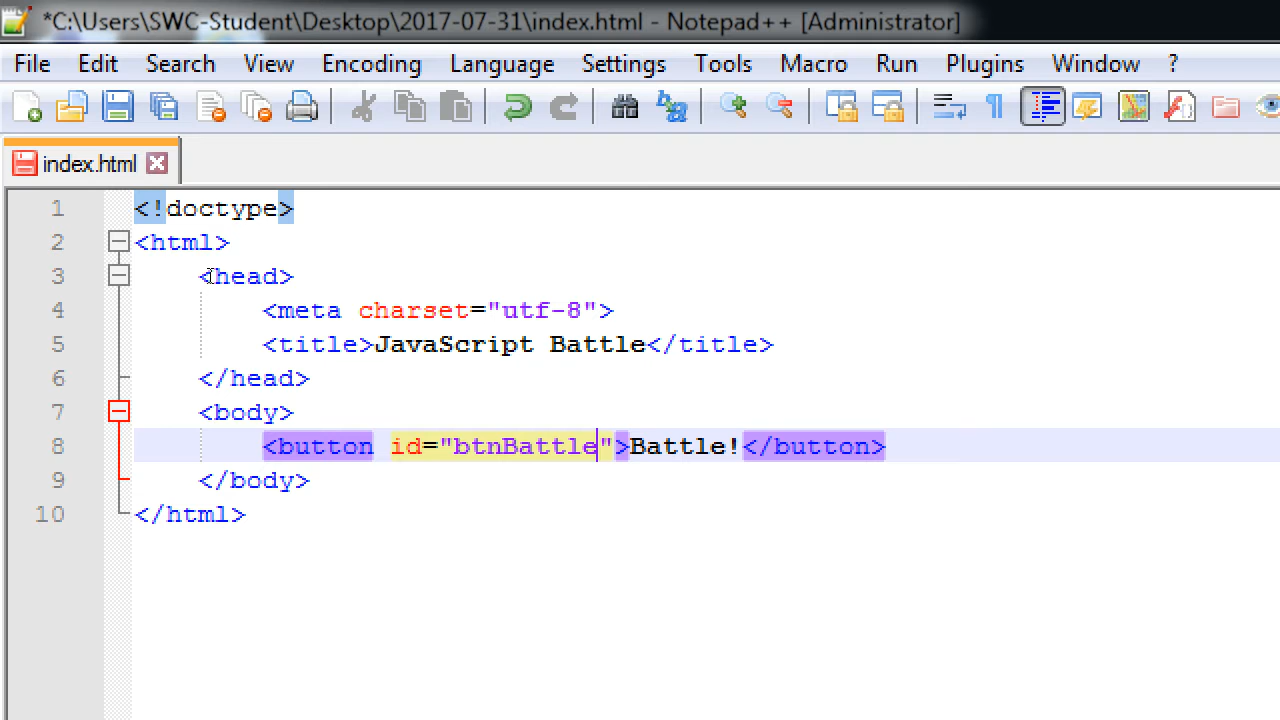 *C:\Users\SWC-Student\Desktop\2017-07-31\index.html - Notepad++ [Administrator]
File Edit Search View Encoding Language Settings Tools Macro Run Plugins Window ?
index.html
1 <!doctype>
2 <html>
3 <head>
4 <meta charset="utf-8">
5 <title>JavaScript Battle</title>
6 </head>
7 <body>
8 <button id="btnBattle">Battle!</button>
9 </body>
10 </html>